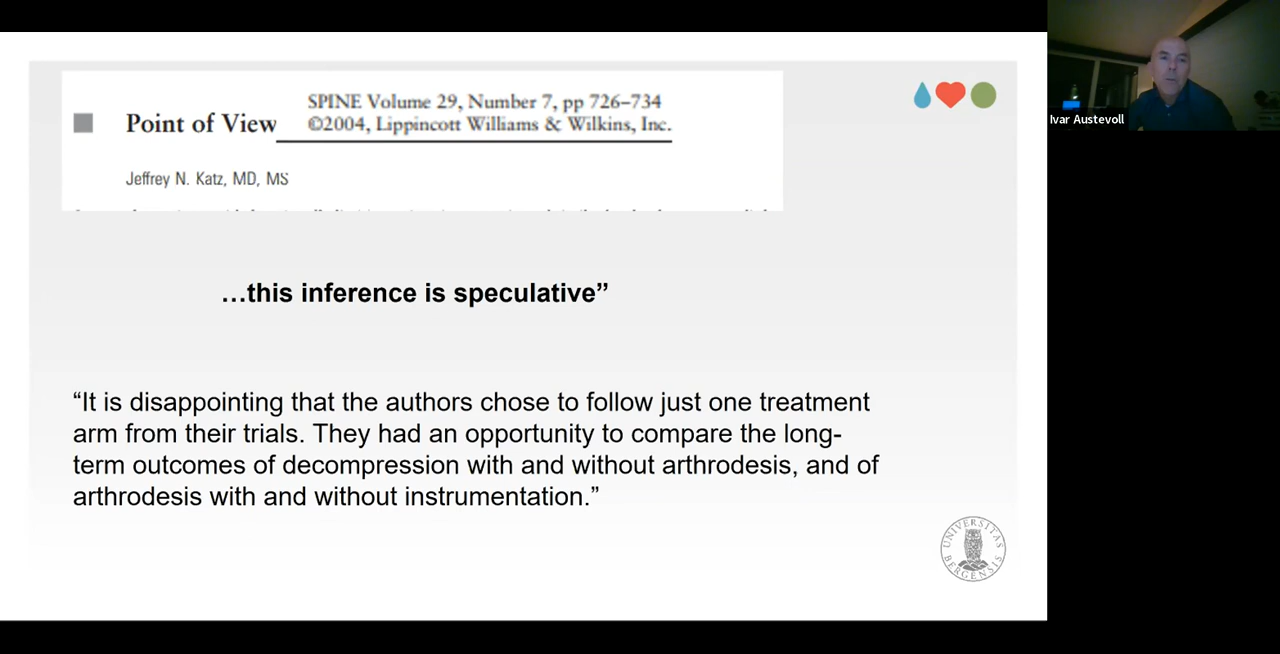 SPINE Volume 29, Number 7, pp 726–734
Point of View
©2004, Lippincott Williams & Wilkins, Inc.
Jeffrey N. Katz, MD, MS
…this inference is speculative”
“It is disappointing that the authors chose to follow just one treatment
arm from their trials. They had an opportunity to compare the long-
term outcomes of decompression with and without arthrodesis, and of
arthrodesis with and without instrumentation.”
UNIVERSITAS
BERGENSIS
Ivar Austevoll